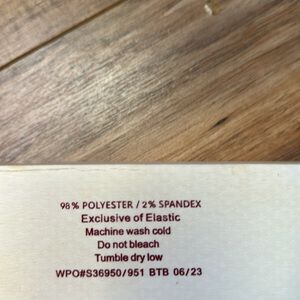 98% POLYESTER / 2% SPANDEX
Exclusive of Elastic
Machine wash cold
Do not bleach
Tumble dry low
WPO#S36950/951 BTB 06/23